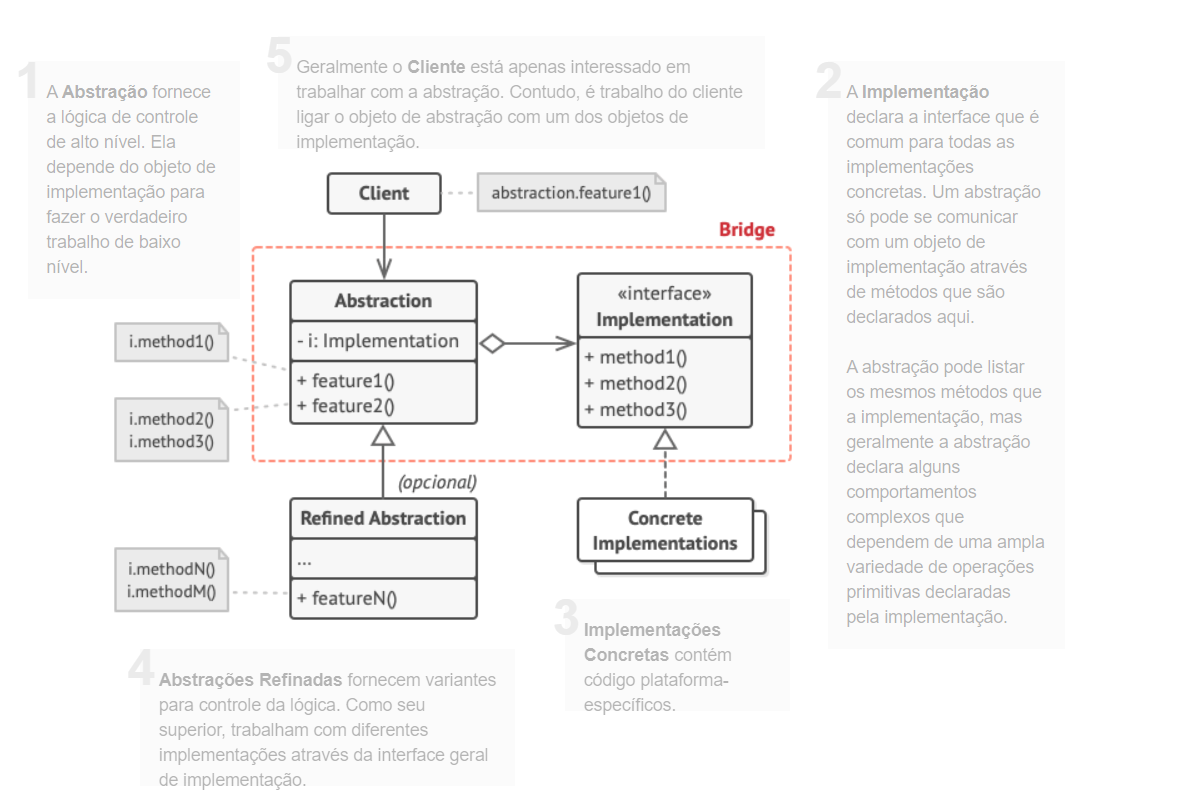 1
A Abstração fornece
a lógica de controle
de alto nível. Ela
depende do objeto de
implementação para
fazer o verdadeiro
trabalho de baixo
nível.
5
Geralmente o Cliente está apenas interessado em
trabalhar com a abstração. Contudo, é trabalho do cliente
ligar o objeto de abstração com um dos objetos de
implementação.
2
A Implementação
declara a interface que é
comum para todas as
implementações
concretas. Um abstração
só pode se comunicar
com um objeto de
implementação através
de métodos que são
declarados aqui.
A abstração pode listar
os mesmos métodos que
a implementação, mas
geralmente a abstração
declara alguns
comportamentos
complexos que
dependem de uma ampla
variedade de operações
primitivas declaradas
pela implementação.
Client
abstraction.feature1()
Bridge
Abstraction
- i: Implementation
+ feature1()
+ feature2()
«interface»
Implementation
+ method1()
+ method2()
+ method3()
i.method1()
i.method2()
i.method3()
(opcional)
Refined Abstraction
...
+ featureN()
Concrete
Implementations
i.methodN()
i.methodM()
3
Implementações
Concretas contém
código plataforma-
específicos.
4
Abstrações Refinadas fornecem variantes
para controle da lógica. Como seu
superior, trabalham com diferentes
implementações através da interface geral
de implementação.